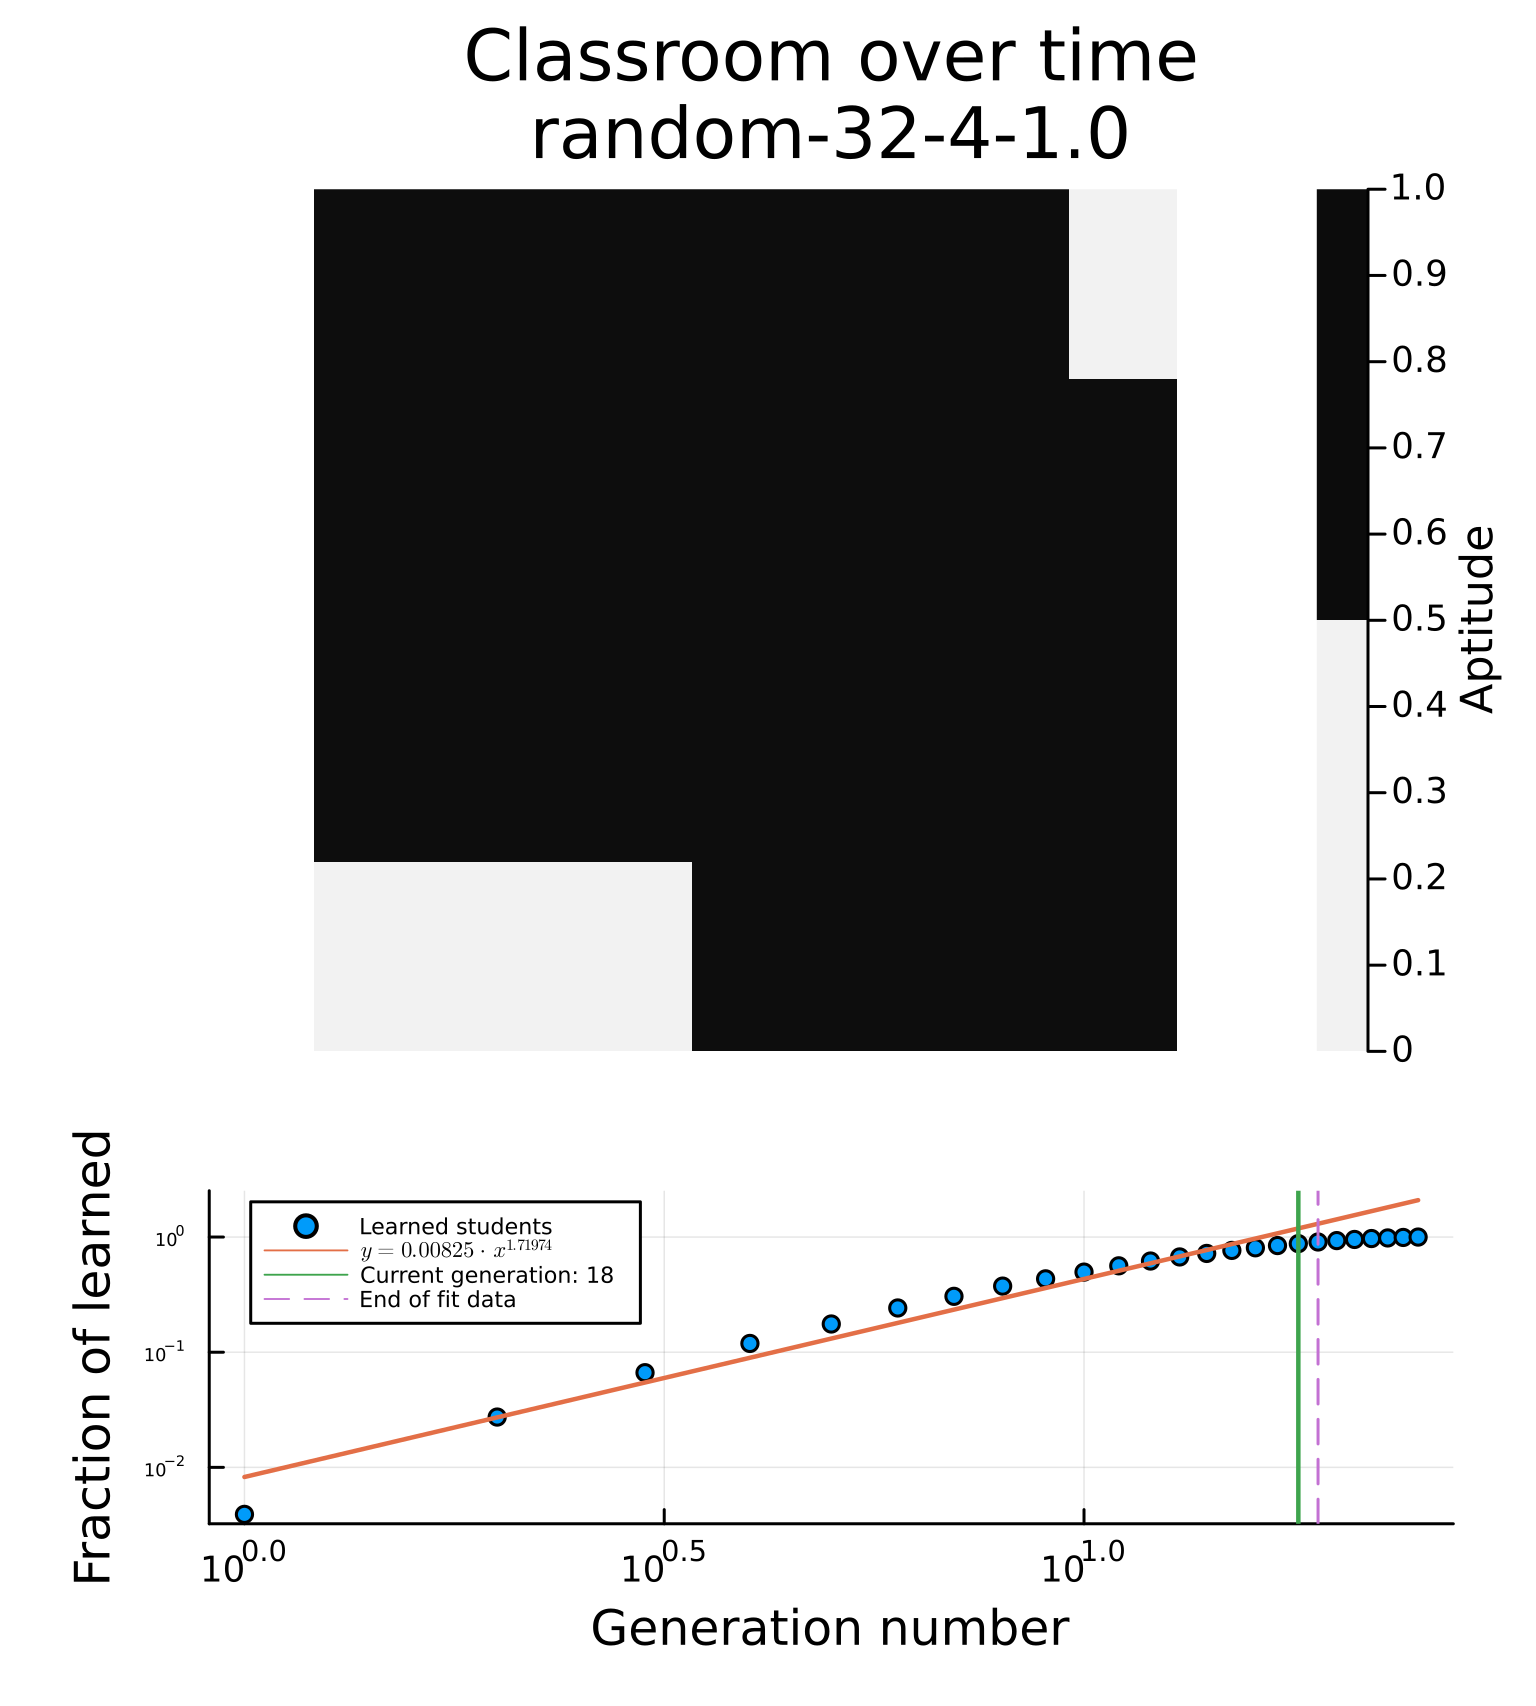 Classroom over time
random-32-4-1.0
1.0
0.9
0.8
0.7
0.6
0.5
0.4
0.3
0.2
0.1
0
Aptitude
Fraction of learned
10^0
10^−1
10^−2
Learned students
y = 0.00825 · x^1.71974
Current generation: 18
End of fit data
10^0.0
10^0.5
10^1.0
Generation number